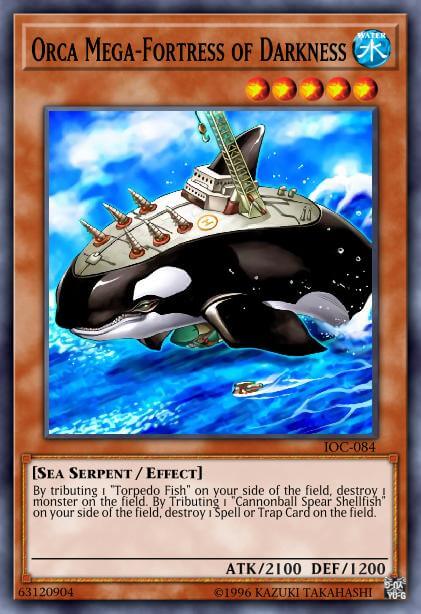 ORCA MEGA-FORTRESS OF DARKNESS
WATER
水
IOC-084
[SEA SERPENT / EFFECT]
By tributing 1 "Torpedo Fish" on your side of the field, destroy 1
monster on the field. By Tributing 1 "Cannonball Spear Shellfish"
on your side of the field, destroy 1 Spell or Trap Card on the field.
ATK/2100 DEF/1200
63120904
©1996 KAZUKI TAKAHASHI